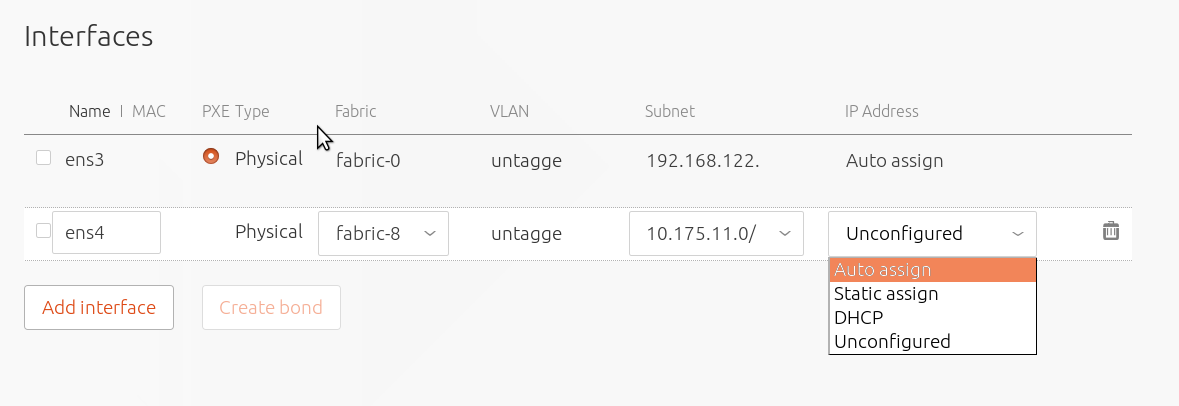 Interfaces
Name | MAC PXE Type Fabric VLAN Subnet IP Address
ens3 Physical fabric-0 untagge 192.168.122. Auto assign
ens4 Physical fabric-8 untagge 10.175.11.0/ Unconfigured
Auto assign
Static assign
DHCP
Unconfigured
Add interface Create bond